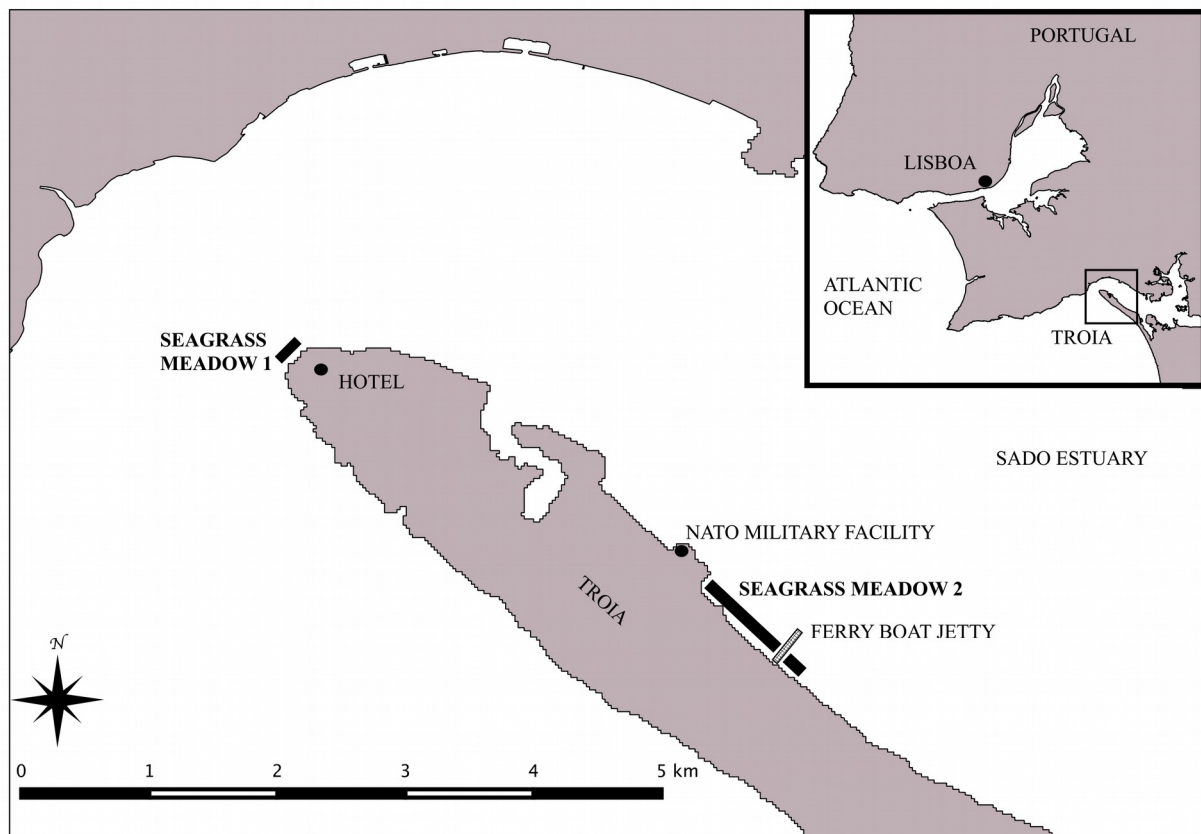 PORTUGAL
LISBOA
ATLANTIC
OCEAN
TROIA
SEAGRASS
MEADOW 1
HOTEL
SADO ESTUARY
NATO MILITARY FACILITY
TROIA
SEAGRASS MEADOW 2
FERRY BOAT JETTY
N
0 1 2 3 4 5 km